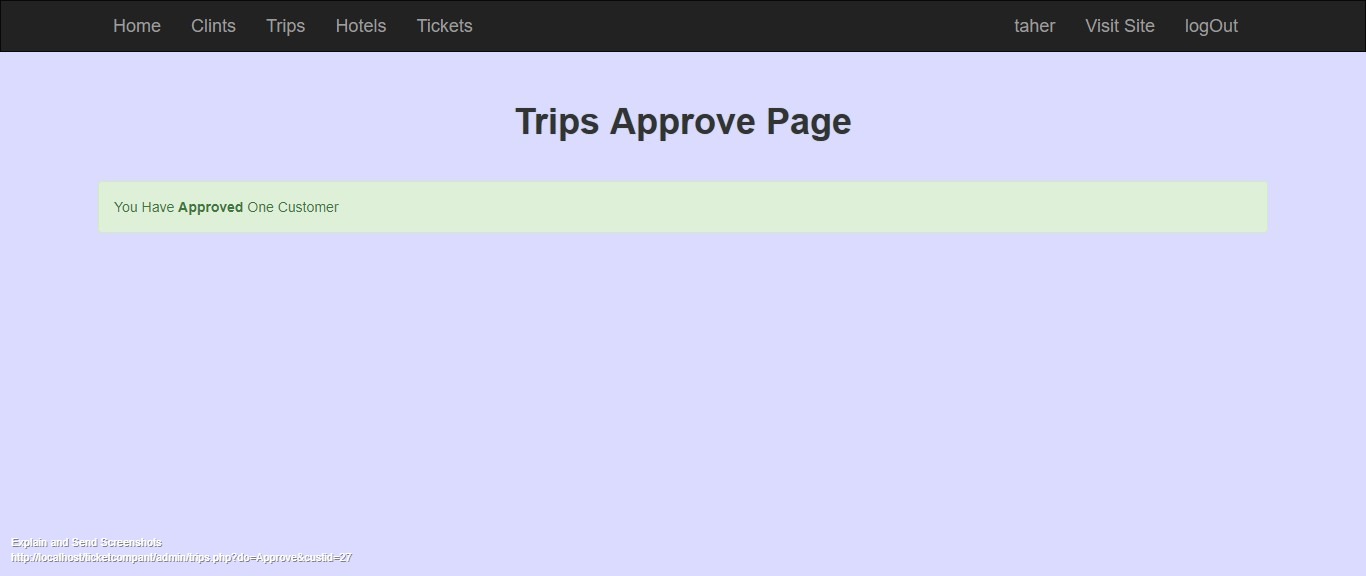 Home Clints Trips Hotels Tickets taher Visit Site logOut
Trips Approve Page
You Have Approved One Customer
Explain and Send Screenshots
http://localhost/ticketcompant/admin/trips.php?do=Approve&custid=27